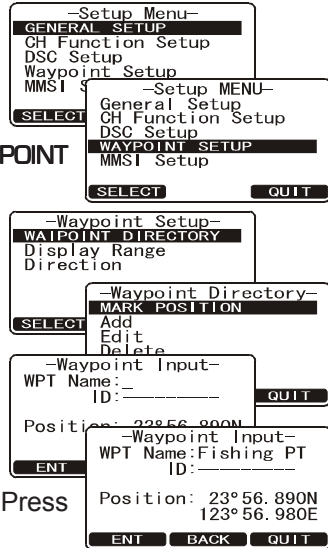 –Setup Menu–
GENERAL SETUP
CH Function Setup
DSC Setup
Waypoint Setup
MMSI S
SELECT
–Setup MENU–
General Setup
CH Function Setup
DSC Setup
WAYPOINT SETUP
MMSI Setup
SELECT QUIT
POINT
–Waypoint Setup–
WAIPOINT DIRECTORY
Display Range
Direction
SELECT
–Waypoint Directory–
MARK POSITION
Add
Edit
Delete
QUIT
–Waypoint Input–
WPT Name:_
ID:---------
Position: 23°56.890N
ENT
–Waypoint Input–
WPT Name:Fishing PT
ID:---------
Position: 23°56.890N
123°56.980E
ENT BACK QUIT
Press